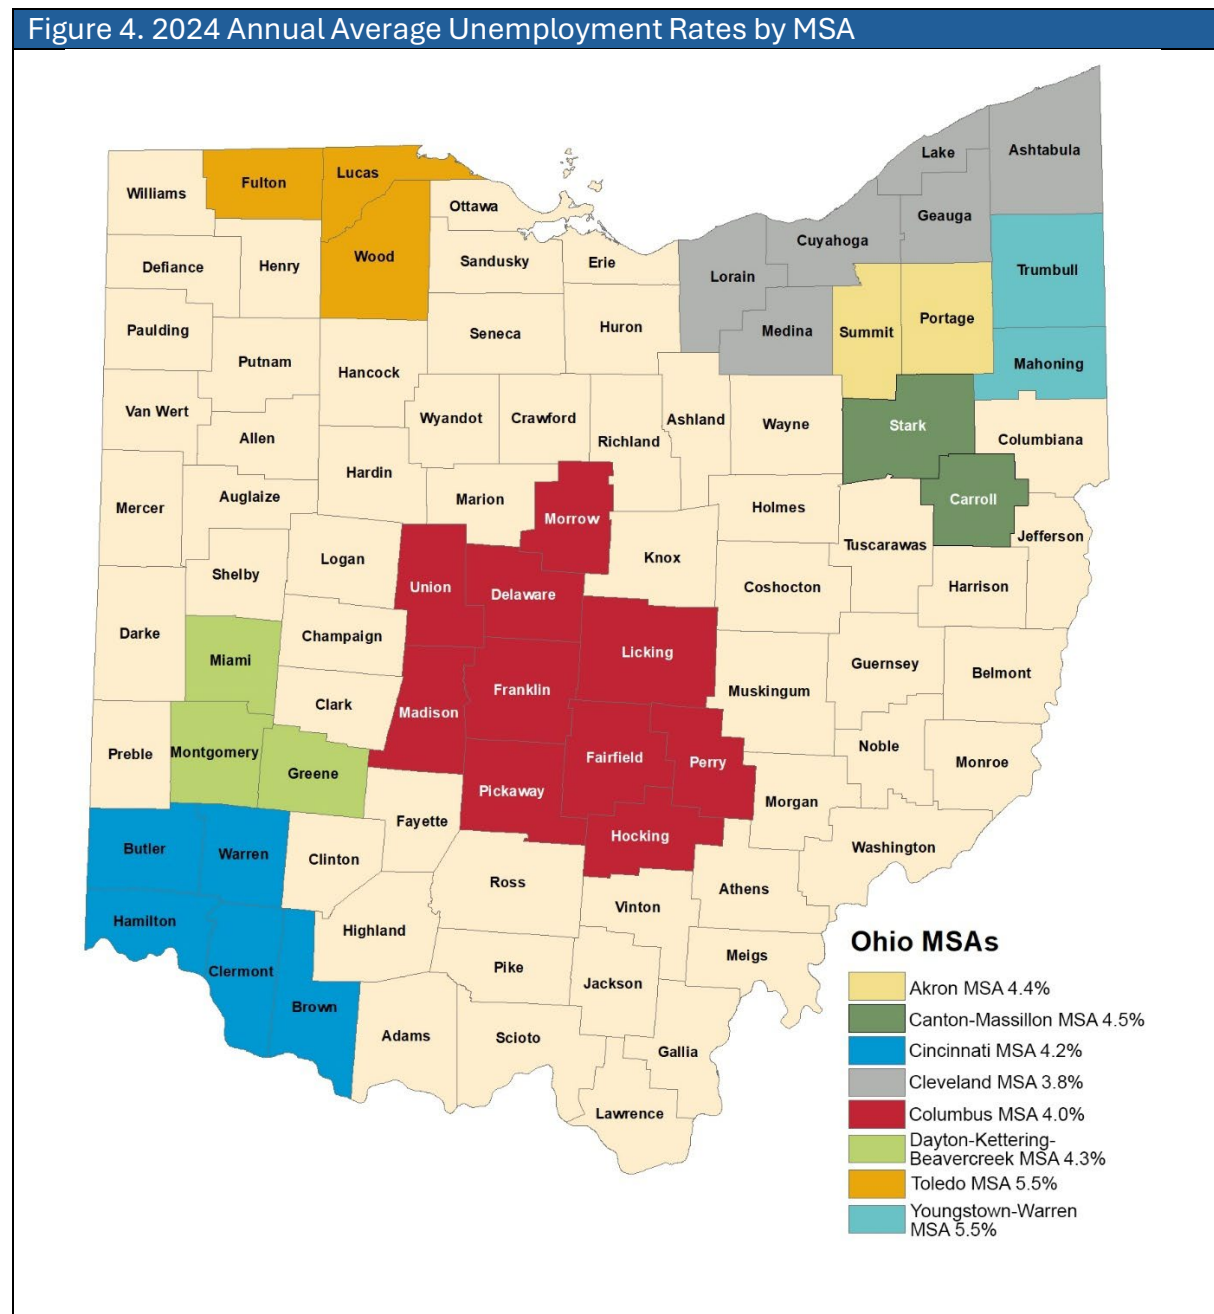 Figure 4. 2024 Annual Average Unemployment Rates by MSA
Lake
Ashtabula
Williams
Fulton
Lucas
Ottawa
Geauga
Cuyahoga
Defiance
Henry
Wood
Sandusky
Erie
Lorain
Trumbull
Paulding
Seneca
Huron
Medina
Summit
Portage
Putnam
Hancock
Mahoning
Van Wert
Allen
Wyandot
Crawford
Richland
Ashland
Wayne
Stark
Columbiana
Mercer
Auglaize
Hardin
Marion
Morrow
Holmes
Carroll
Tuscarawas
Jefferson
Shelby
Logan
Union
Delaware
Knox
Coshocton
Harrison
Darke
Miami
Champaign
Licking
Guernsey
Belmont
Clark
Madison
Franklin
Muskingum
Preble
Montgomery
Greene
Fairfield
Perry
Noble
Monroe
Pickaway
Morgan
Butler
Warren
Clinton
Fayette
Hocking
Washington
Ross
Athens
Hamilton
Highland
Vinton
Clermont
Pike
Jackson
Meigs
Brown
Adams
Scioto
Gallia
Lawrence
Ohio MSAs
Akron MSA 4.4%
Canton-Massillon MSA 4.5%
Cincinnati MSA 4.2%
Cleveland MSA 3.8%
Columbus MSA 4.0%
Dayton-Kettering-
Beavercreek MSA 4.3%
Toledo MSA 5.5%
Youngstown-Warren
MSA 5.5%